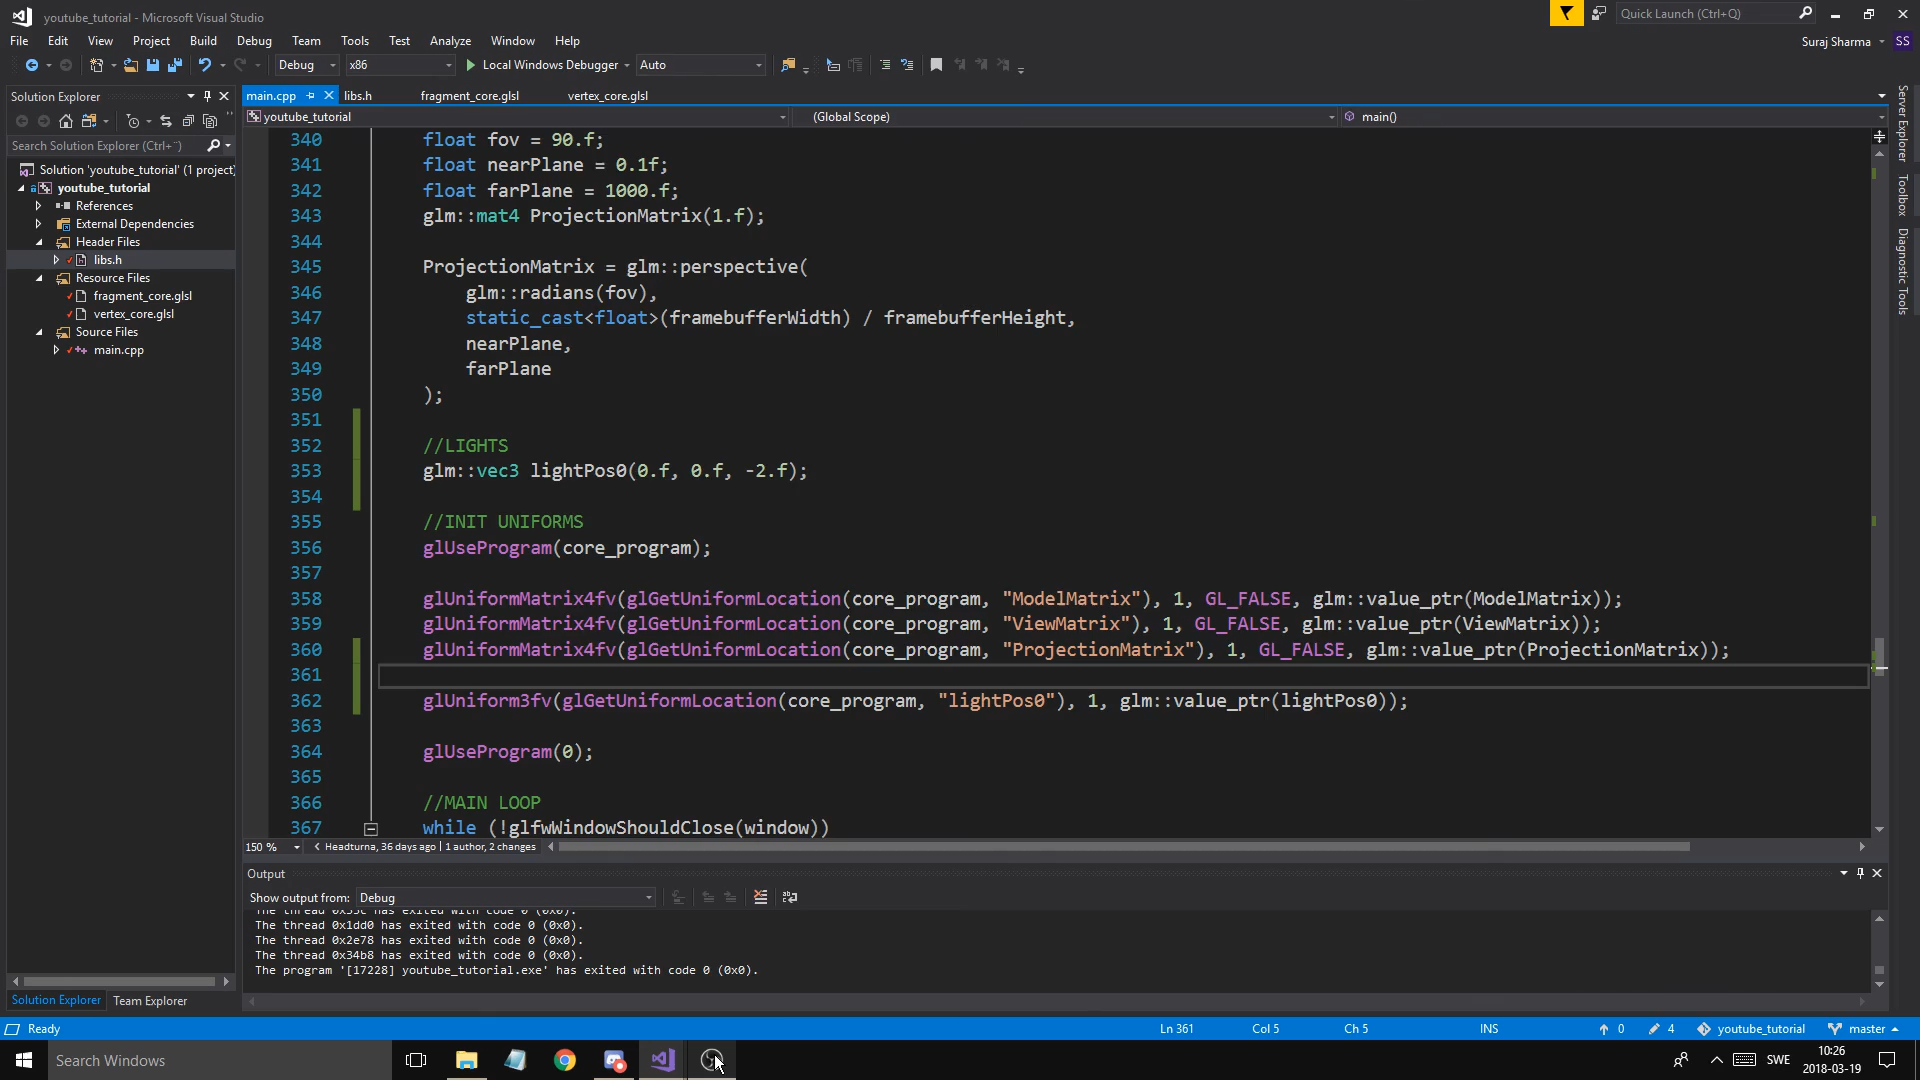 youtube_tutorial - Microsoft Visual Studio
Quick Launch (Ctrl+Q)
File Edit View Project Build Debug Team Tools Test Analyze Window Help
Suraj Sharma SS
Debug x86 Local Windows Debugger Auto
Solution Explorer
main.cpp libs.h fragment_core.glsl vertex_core.glsl
youtube_tutorial (Global Scope) main()
Search Solution Explorer (Ctrl+¨)
Solution 'youtube_tutorial' (1 project)
youtube_tutorial
References
External Dependencies
Header Files
libs.h
Resource Files
fragment_core.glsl
vertex_core.glsl
Source Files
main.cpp
340 float fov = 90.f;
341 float nearPlane = 0.1f;
342 float farPlane = 1000.f;
343 glm::mat4 ProjectionMatrix(1.f);
344
345 ProjectionMatrix = glm::perspective(
346 glm::radians(fov),
347 static_cast<float>(framebufferWidth) / framebufferHeight,
348 nearPlane,
349 farPlane
350 );
351
352 //LIGHTS
353 glm::vec3 lightPos0(0.f, 0.f, -2.f);
354
355 //INIT UNIFORMS
356 glUseProgram(core_program);
357
358 glUniformMatrix4fv(glGetUniformLocation(core_program, "ModelMatrix"), 1, GL_FALSE, glm::value_ptr(ModelMatrix));
359 glUniformMatrix4fv(glGetUniformLocation(core_program, "ViewMatrix"), 1, GL_FALSE, glm::value_ptr(ViewMatrix));
360 glUniformMatrix4fv(glGetUniformLocation(core_program, "ProjectionMatrix"), 1, GL_FALSE, glm::value_ptr(ProjectionMatrix));
361
362 glUniform3fv(glGetUniformLocation(core_program, "lightPos0"), 1, glm::value_ptr(lightPos0));
363
364 glUseProgram(0);
365
366 //MAIN LOOP
367 while (!glfwWindowShouldClose(window))
150 % Headturna, 36 days ago | 1 author, 2 changes
Server Explorer
Toolbox
Diagnostic Tools
Output
Show output from: Debug
The thread 0x53c has exited with code 0 (0x0).
The thread 0x1dd0 has exited with code 0 (0x0).
The thread 0x2e78 has exited with code 0 (0x0).
The thread 0x34b8 has exited with code 0 (0x0).
The program '[17228] youtube_tutorial.exe' has exited with code 0 (0x0).
Solution Explorer Team Explorer
Ready Ln 361 Col 5 Ch 5 INS 0 4 youtube_tutorial master
Search Windows
SWE
10:26
2018-03-19